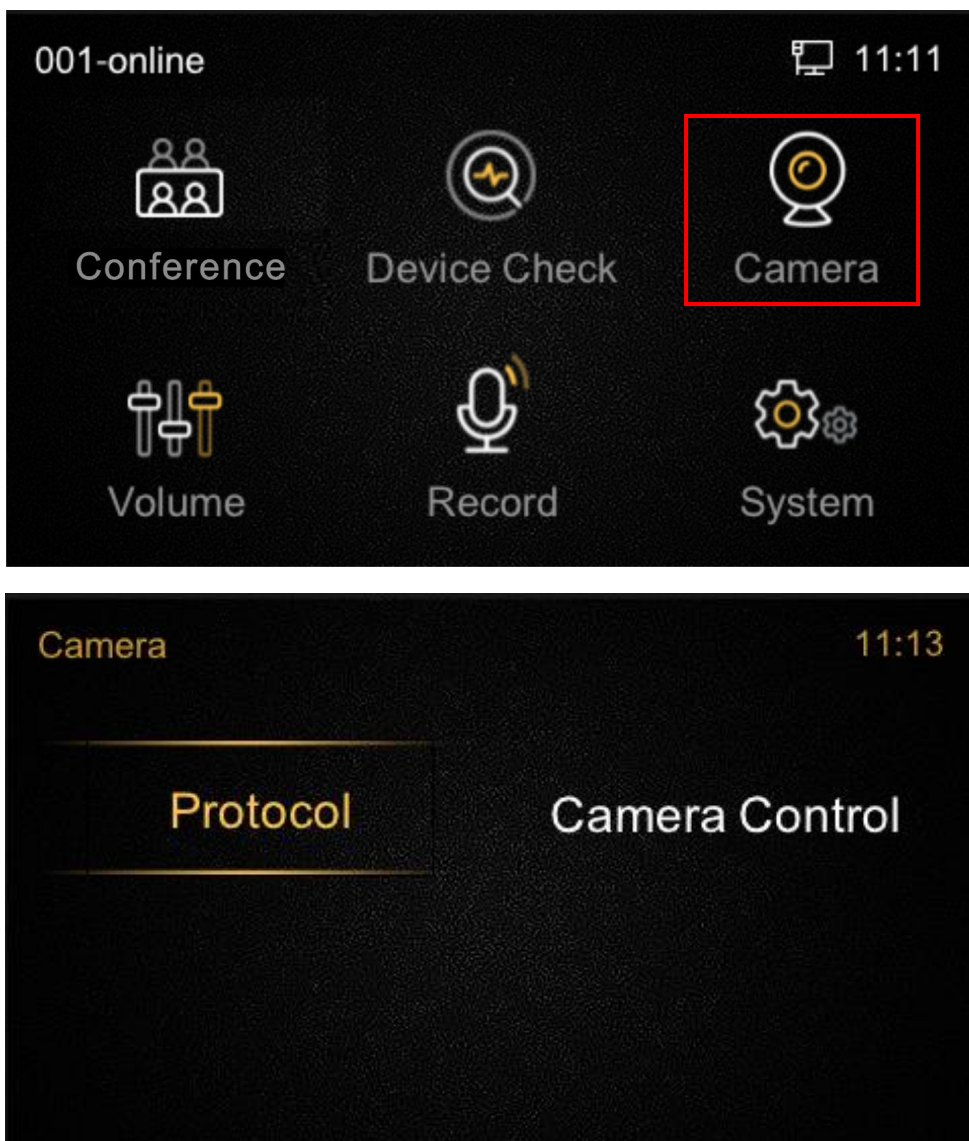 001-online 11:11
Conference Device Check Camera
Volume Record System
Camera 11:13
Protocol Camera Control